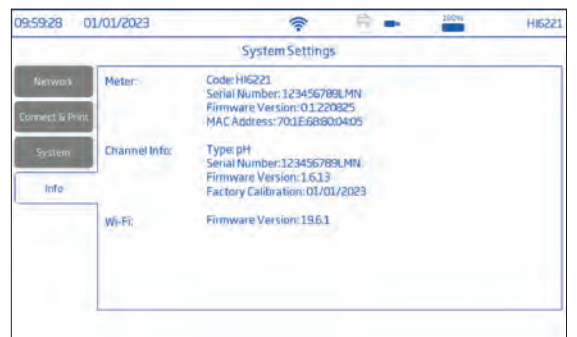 09:59:28 01/01/2023 100% HI6221
System Settings
Network
Connect & Print
System
Info
Meter: Code: HI6221
Serial Number: 123456789LMN
Firmware Version: 0.1.220825
MAC Address: 70:1E:68:80:04:05
Channel Info: Type: pH
Serial Number: 123456789LMN
Firmware Version: 1.6.13
Factory Calibration: 01/01/2023
Wi-Fi: Firmware Version: 19.6.1